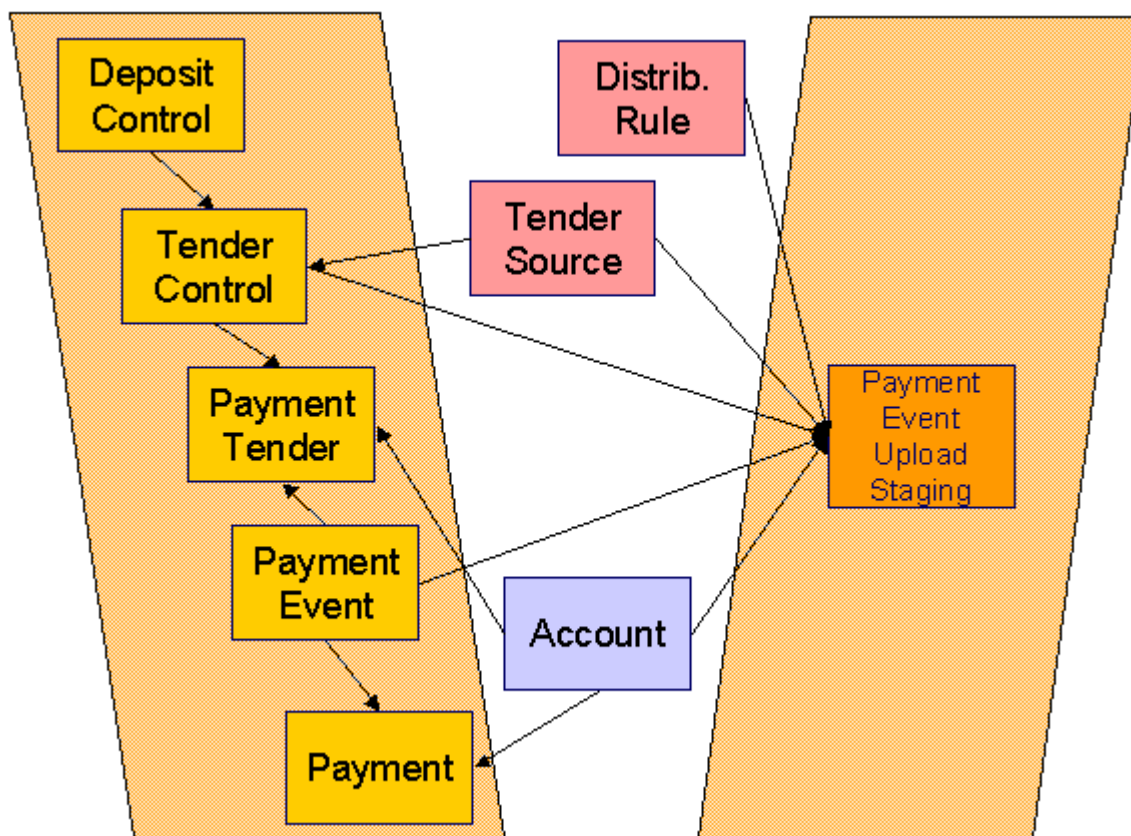 Deposit
Control
Distrib.
Rule
Tender
Source
Tender
Control
Payment
Tender
Payment
Event
Upload
Staging
Payment
Event
Account
Payment